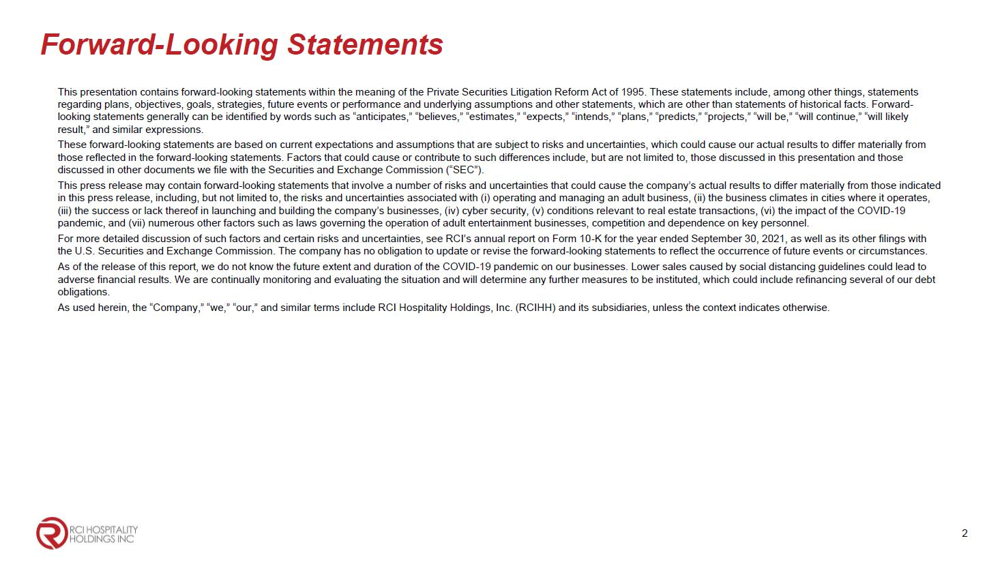 Forward-Looking Statements
This presentation contains forward-looking statements within the meaning of the Private Securities Litigation Reform Act of 1995. These statements include, among other things, statements
regarding plans, objectives, goals, strategies, future events or performance and underlying assumptions and other statements, which are other than statements of historical facts. Forward-
looking statements generally can be identified by words such as “anticipates,” “believes,” “estimates,” “expects,” “intends,” “plans,” “predicts,” “projects,” “will be,” “will continue,” “will likely
result,” and similar expressions.
These forward-looking statements are based on current expectations and assumptions that are subject to risks and uncertainties, which could cause our actual results to differ materially from
those reflected in the forward-looking statements. Factors that could cause or contribute to such differences include, but are not limited to, those discussed in this presentation and those
discussed in other documents we file with the Securities and Exchange Commission (“SEC”).
This press release may contain forward-looking statements that involve a number of risks and uncertainties that could cause the company’s actual results to differ materially from those indicated
in this press release, including, but not limited to, the risks and uncertainties associated with (i) operating and managing an adult business, (ii) the business climates in cities where it operates,
(iii) the success or lack thereof in launching and building the company’s businesses, (iv) cyber security, (v) conditions relevant to real estate transactions, (vi) the impact of the COVID-19
pandemic, and (vii) numerous other factors such as laws governing the operation of adult entertainment businesses, competition and dependence on key personnel.
For more detailed discussion of such factors and certain risks and uncertainties, see RCI’s annual report on Form 10-K for the year ended September 30, 2021, as well as its other filings with
the U.S. Securities and Exchange Commission. The company has no obligation to update or revise the forward-looking statements to reflect the occurrence of future events or circumstances.
As of the release of this report, we do not know the future extent and duration of the COVID-19 pandemic on our businesses. Lower sales caused by social distancing guidelines could lead to
adverse financial results. We are continually monitoring and evaluating the situation and will determine any further measures to be instituted, which could include refinancing several of our debt
obligations.
As used herein, the “Company,” “we,” “our,” and similar terms include RCI Hospitality Holdings, Inc. (RCIHH) and its subsidiaries, unless the context indicates otherwise.
RCI HOSPITALITY
HOLDINGS INC
2